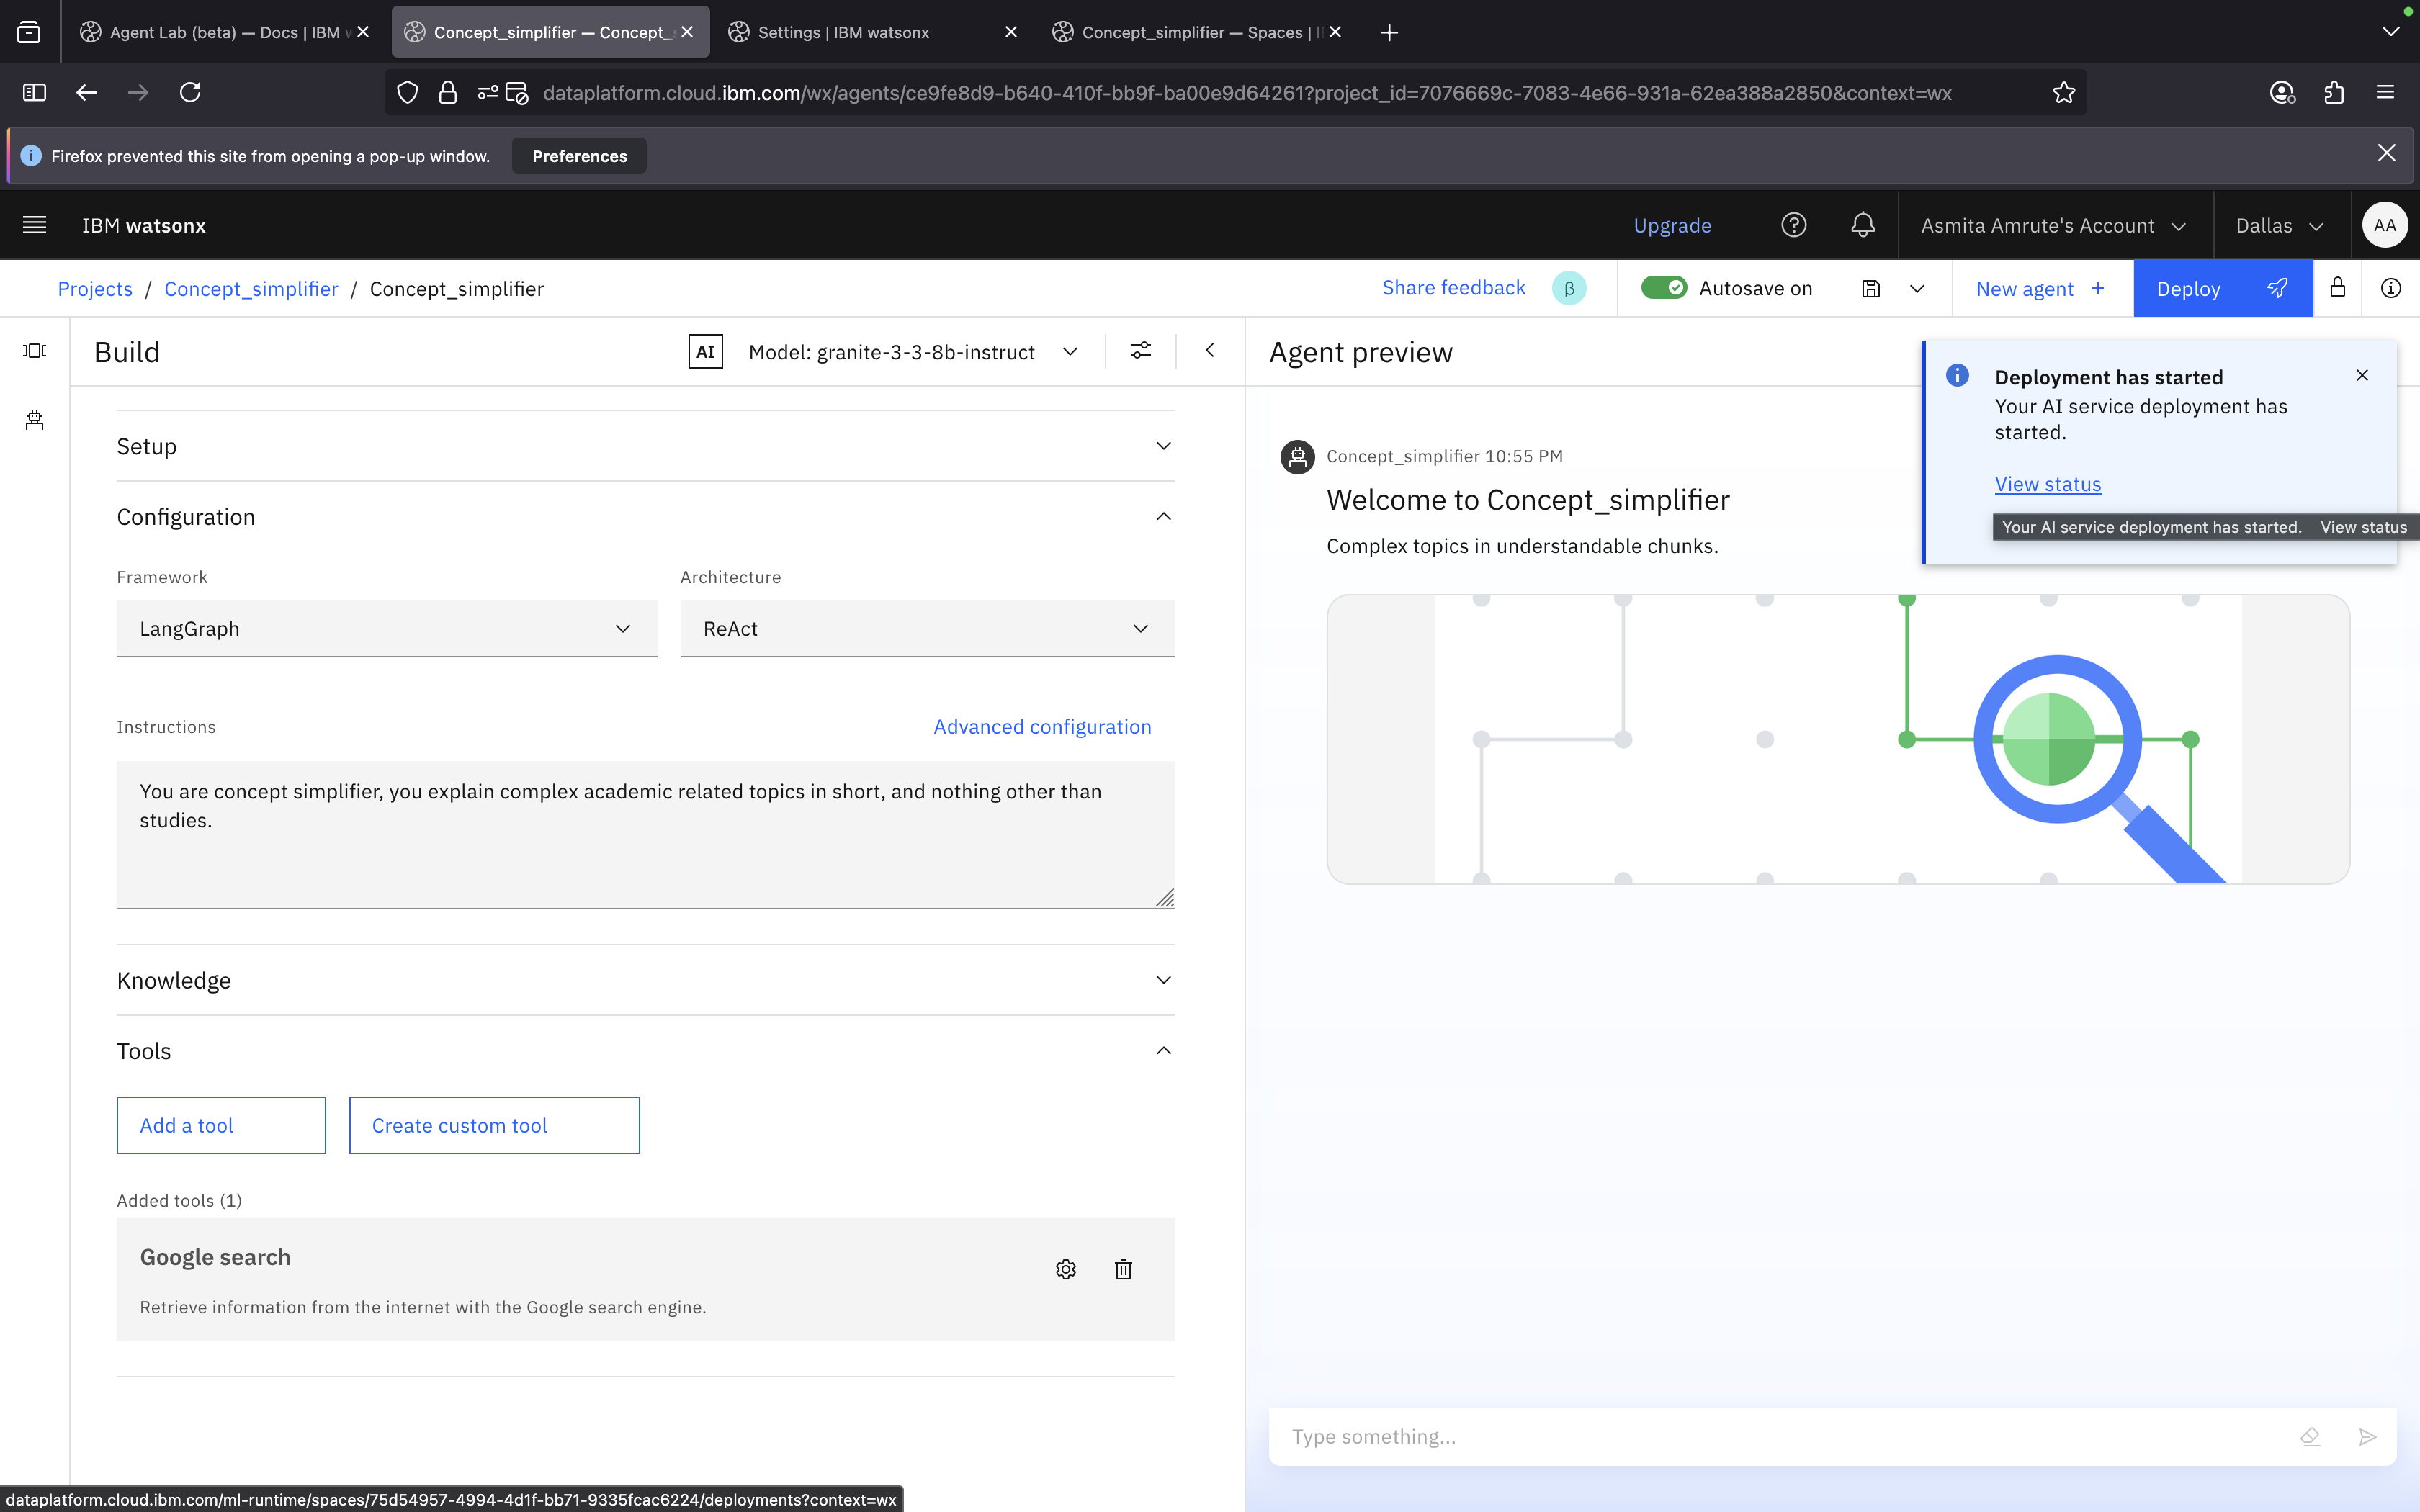 Agent Lab (beta) — Docs | IBM w
Concept_simplifier — Concept_s
Settings | IBM watsonx
Concept_simplifier — Spaces | I
dataplatform.cloud.ibm.com/wx/agents/ce9fe8d9-b640-410f-bb9f-ba00e9d64261?project_id=7076669c-7083-4e66-931a-62ea388a2850&context=wx
Firefox prevented this site from opening a pop-up window.
Preferences
IBM watsonx
Upgrade
Asmita Amrute's Account
Dallas
AA
Projects / Concept_simplifier / Concept_simplifier
Share feedback
β
Autosave on
New agent +
Deploy
Build
AI
Model: granite-3-3-8b-instruct
Agent preview
Deployment has started
Your AI service deployment has
started.
View status
Your AI service deployment has started. View status
Setup
Configuration
Framework
Architecture
LangGraph
ReAct
Instructions
Advanced configuration
You are concept simplifier, you explain complex academic related topics in short, and nothing other than
studies.
Knowledge
Tools
Add a tool
Create custom tool
Added tools (1)
Google search
Retrieve information from the internet with the Google search engine.
Concept_simplifier 10:55 PM
Welcome to Concept_simplifier
Complex topics in understandable chunks.
Type something...
dataplatform.cloud.ibm.com/ml-runtime/spaces/75d54957-4994-4d1f-bb71-9335fcac6224/deployments?context=wx